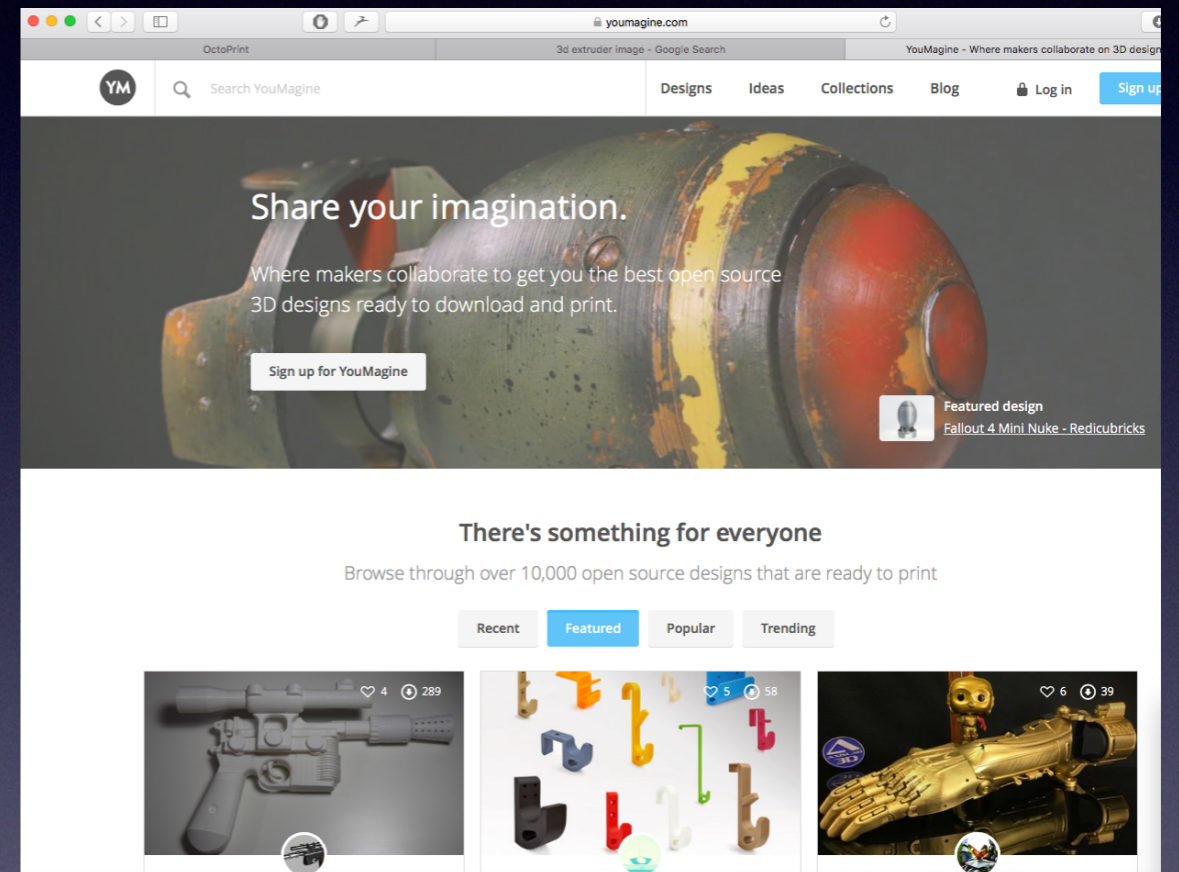 youmagine.com
OctoPrint
3d extruder image - Google Search
YouMagine - Where makers collaborate on 3D design
YM
Search YouMagine
Designs
Ideas
Collections
Blog
Log in
Sign up
Share your imagination.
Where makers collaborate to get you the best open source
3D designs ready to download and print.
Sign up for YouMagine
Featured design
Fallout 4 Mini Nuke - Redicubricks
There's something for everyone
Browse through over 10,000 open source designs that are ready to print
Recent
Featured
Popular
Trending
4
289
5
58
6
39
3D